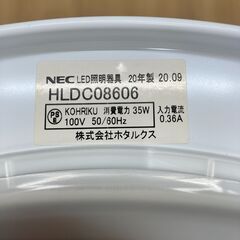 NEC LED照明器具 20年製 20.09
HLDC08606
PS E KOHRIKU 消費電力 35W 入力電流
100V 50/60Hz 0.36A
株式会社ホタルクス